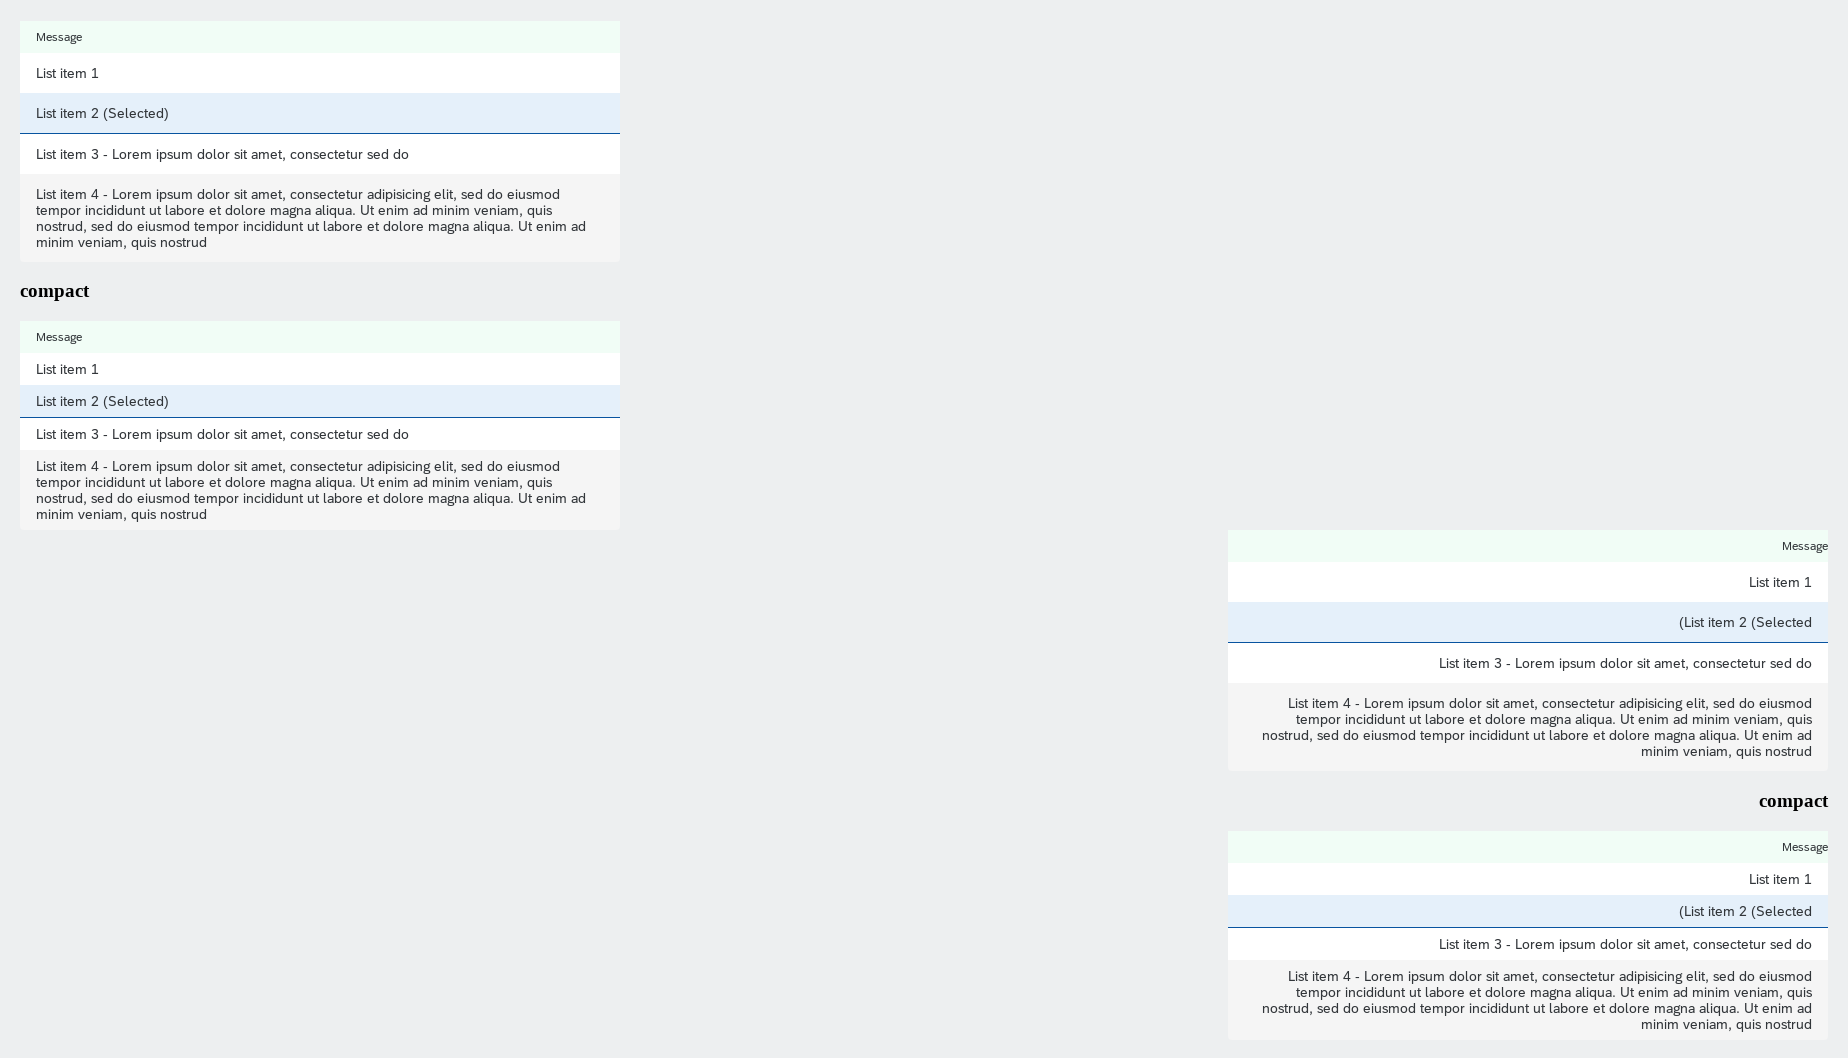 Message
List item 1
List item 2 (Selected)
List item 3 - Lorem ipsum dolor sit amet, consectetur sed do
List item 4 - Lorem ipsum dolor sit amet, consectetur adipisicing elit, sed do eiusmod
tempor incididunt ut labore et dolore magna aliqua. Ut enim ad minim veniam, quis
nostrud, sed do eiusmod tempor incididunt ut labore et dolore magna aliqua. Ut enim ad
minim veniam, quis nostrud
compact
Message
List item 1
List item 2 (Selected)
List item 3 - Lorem ipsum dolor sit amet, consectetur sed do
List item 4 - Lorem ipsum dolor sit amet, consectetur adipisicing elit, sed do eiusmod
tempor incididunt ut labore et dolore magna aliqua. Ut enim ad minim veniam, quis
nostrud, sed do eiusmod tempor incididunt ut labore et dolore magna aliqua. Ut enim ad
minim veniam, quis nostrud
Message
List item 1
(List item 2 (Selected
List item 3 - Lorem ipsum dolor sit amet, consectetur sed do
List item 4 - Lorem ipsum dolor sit amet, consectetur adipisicing elit, sed do eiusmod
tempor incididunt ut labore et dolore magna aliqua. Ut enim ad minim veniam, quis
nostrud, sed do eiusmod tempor incididunt ut labore et dolore magna aliqua. Ut enim ad
minim veniam, quis nostrud
compact
Message
List item 1
(List item 2 (Selected
List item 3 - Lorem ipsum dolor sit amet, consectetur sed do
List item 4 - Lorem ipsum dolor sit amet, consectetur adipisicing elit, sed do eiusmod
tempor incididunt ut labore et dolore magna aliqua. Ut enim ad minim veniam, quis
nostrud, sed do eiusmod tempor incididunt ut labore et dolore magna aliqua. Ut enim ad
minim veniam, quis nostrud